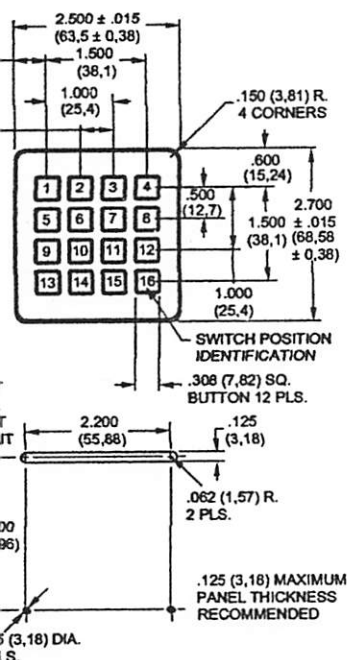 2.500 ± .015
(63,5 ± 0,38)
1.500
(38,1)
1.000
(25,4)
.150 (3,81) R.
4 CORNERS
.600
(15,24)
.500
(12,7)
1.500
(38,1)
2.700
± .015
(68,58
± 0,38)
1.000
(25,4)
1 2 3 4
5 6 7 8
9 10 11 12
13 14 15 16
SWITCH POSITION
IDENTIFICATION
.308 (7,82) SQ.
BUTTON 12 PLS.
2.200
(55,88)
.125
(3,18)
.062 (1,57) R.
2 PLS.
.125 (3,18) MAXIMUM
PANEL THICKNESS
RECOMMENDED
(3,18) DIA.